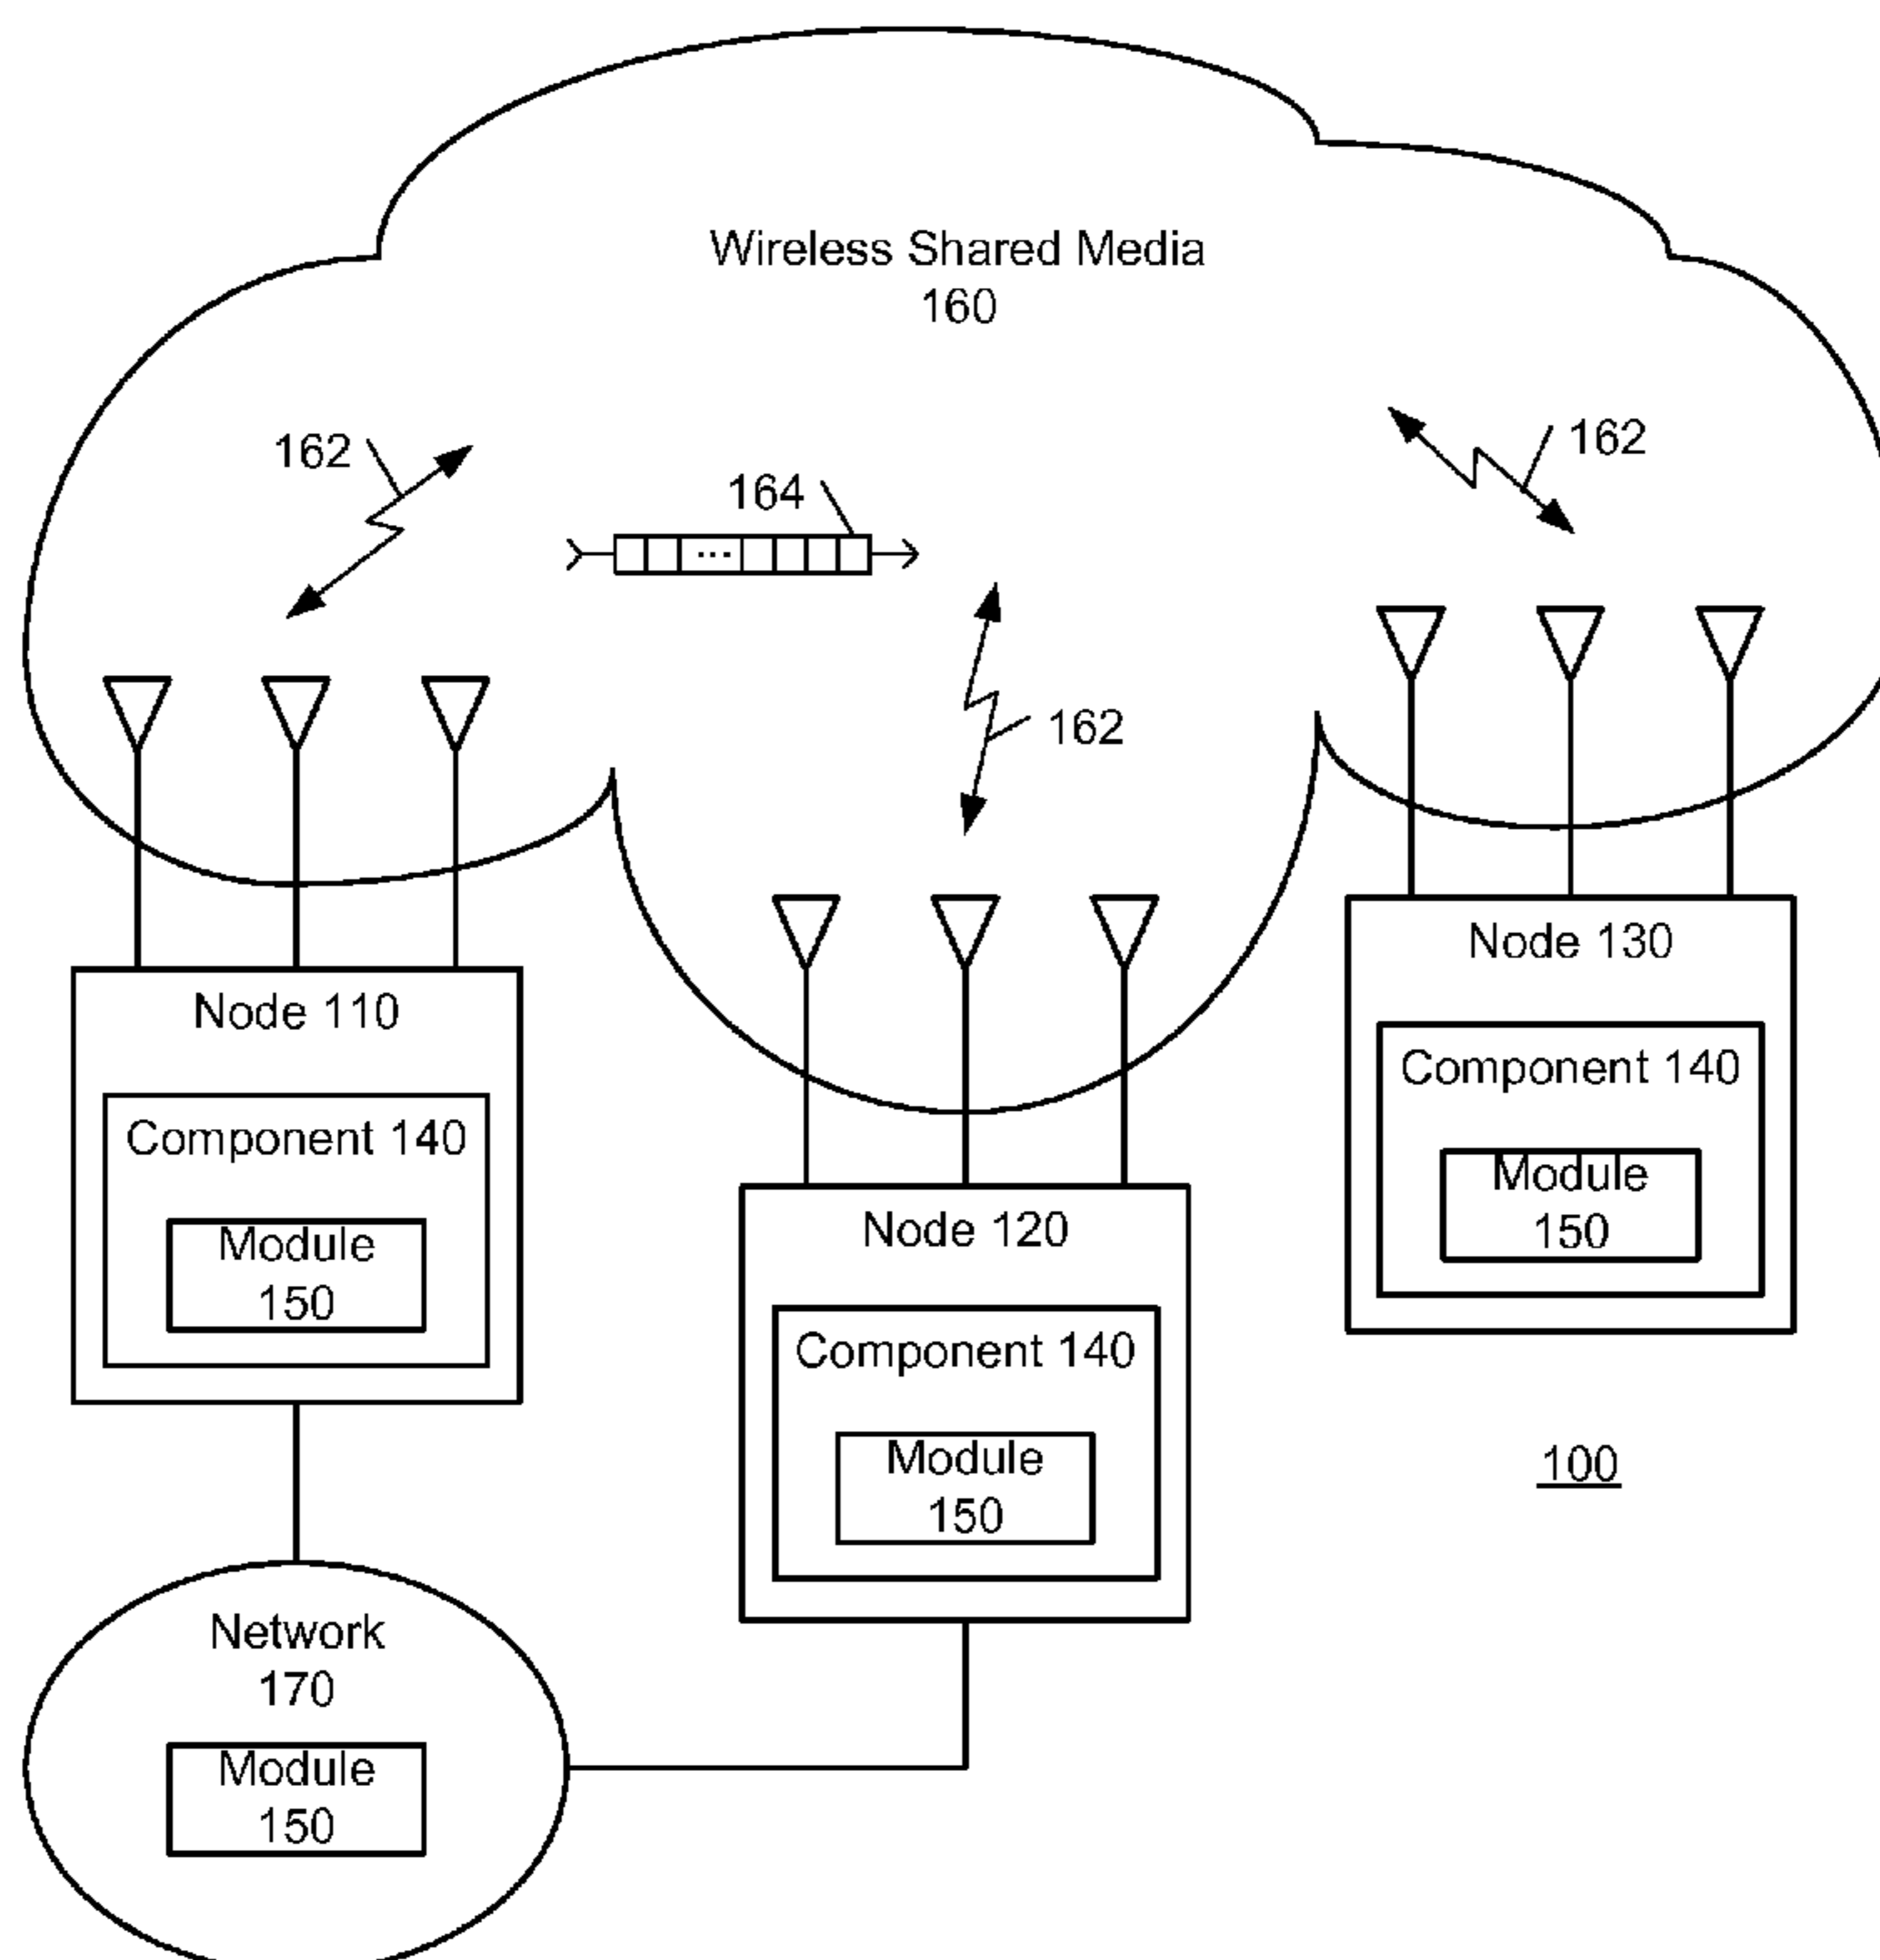 Wireless Shared Media
160
162
162
164
...
162
Node 130
Component 140
Module
150
Node 110
Component 140
Module
150
Node 120
Component 140
Module
150
100
Network
170
Module
150